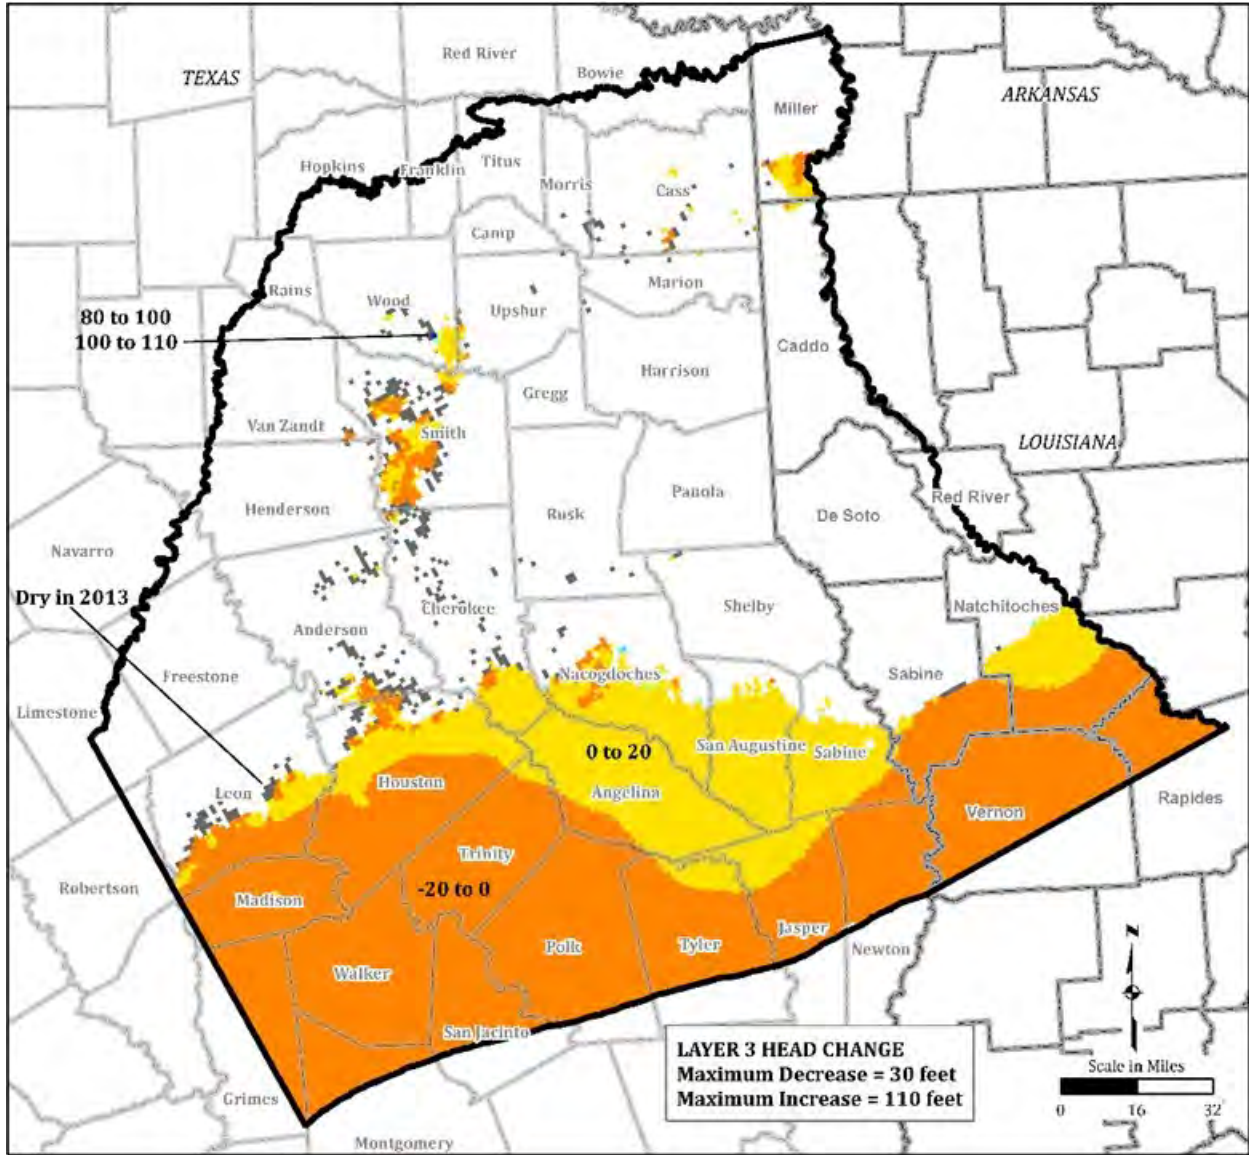 Red River
TEXAS
Bowie
ARKANSAS
Miller
Hopkins
Franklin
Titus
Morris
Cass
Camp
Marion
Rains
Wood
Upshur
80 to 100
100 to 110
Caddo
Harrison
Gregg
Van Zandt
Smith
LOUISIANA
Panola
Red River
Henderson
Rusk
De Soto
Navarro
Dry in 2013
Cherokee
Shelby
Natchitoches
Anderson
Freestone
Nacogdoches
Sabine
Limestone
San Augustine
Sabine
0 to 20
Houston
Angelina
Leon
Vernon
Rapides
Trinity
Robertson
-20 to 0
Madison
Jasper
Polk
Tyler
Newton
N
Walker
San Jacinto
LAYER 3 HEAD CHANGE
Maximum Decrease = 30 feet
Maximum Increase = 110 feet
Scale in Miles
0 16 32
Grimes
Montgomery